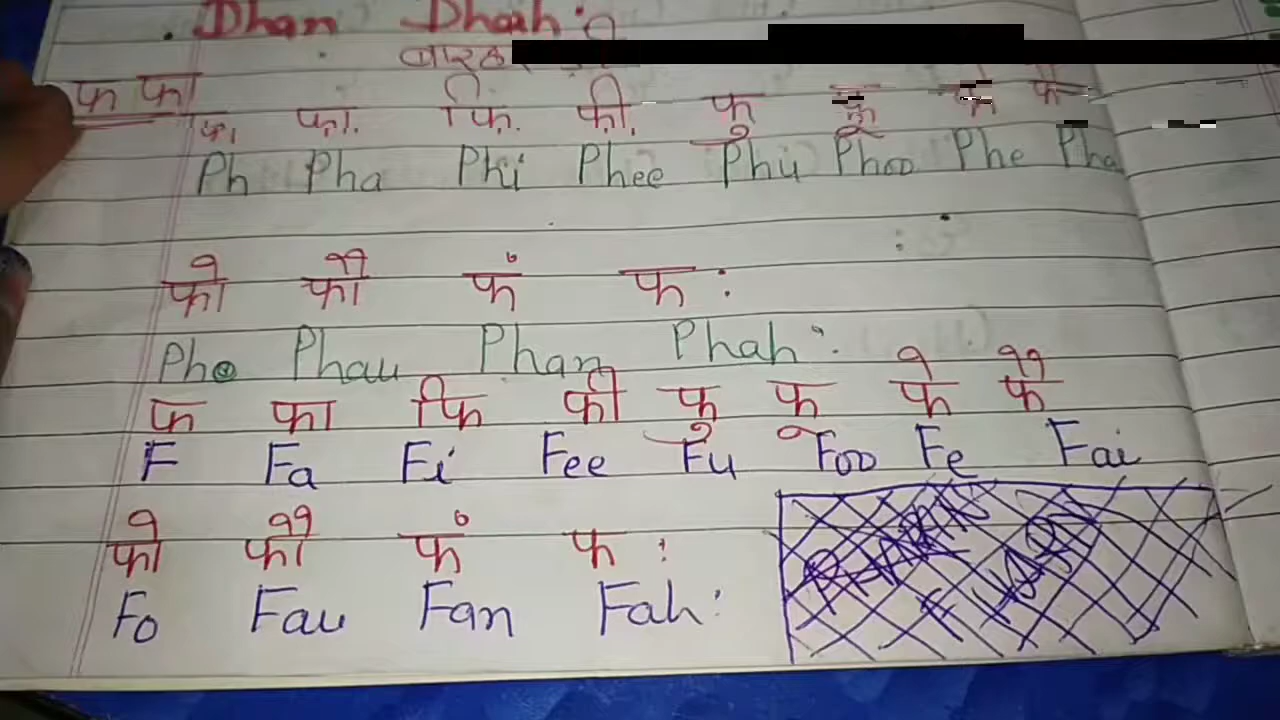 Dhan Dhah:
फ फा
फ फा फि फी फु फू फे फै
Ph Pha Phi Phee Phu Phoo Phe Pha
फो फौ फं फ:
Pho Phau Phan Phah:
फ फा फि फी फु फू फे फै
F Fa Fi Fee Fu Foo Fe Fai
फो फौ फं फ:
Fo Fau Fan Fah: